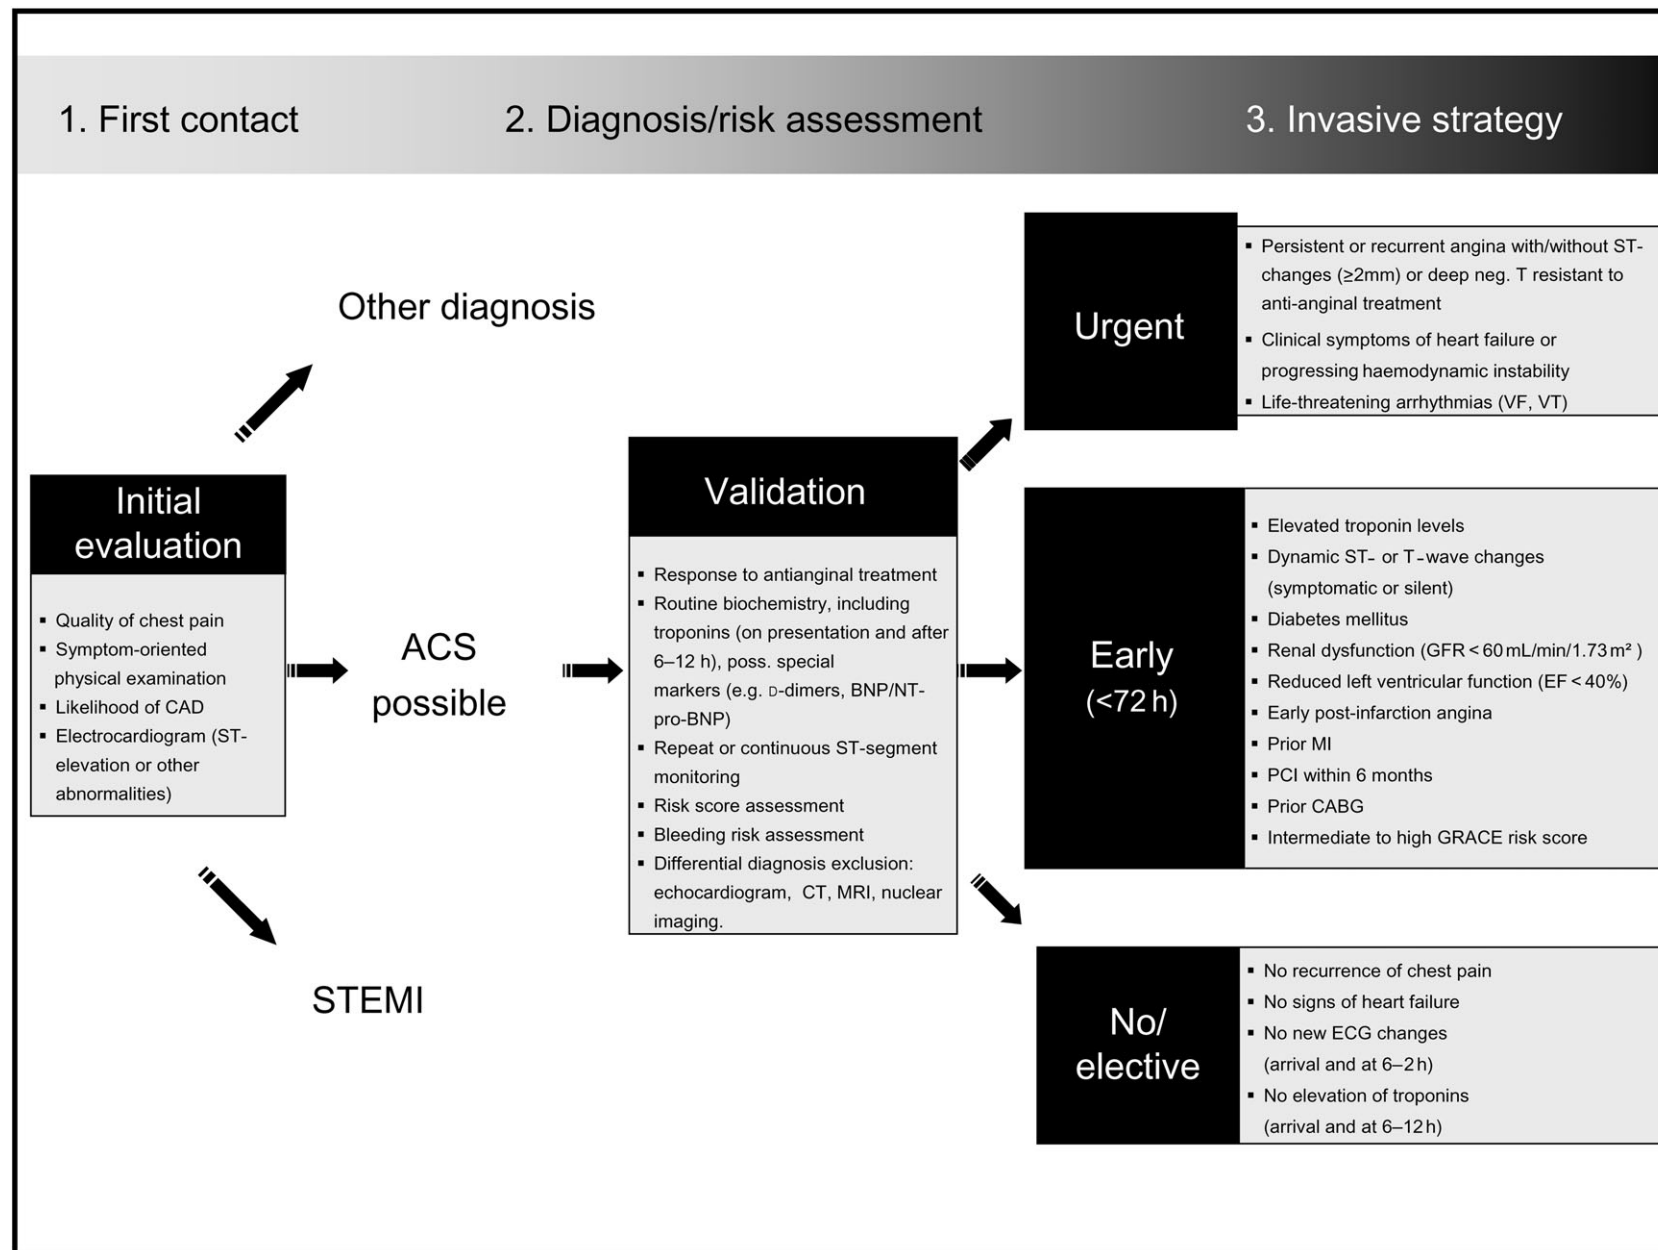 1. First contact
2. Diagnosis/risk assessment
3. Invasive strategy
Other diagnosis
Initial
evaluation
▪ Quality of chest pain
▪ Symptom-oriented
physical examination
▪ Likelihood of CAD
▪ Electrocardiogram (ST-
elevation or other
abnormalities)
ACS
possible
STEMI
Validation
▪ Response to antianginal treatment
▪ Routine biochemistry, including
troponins (on presentation and after
6–12 h), poss. special
markers (e.g. D-dimers, BNP/NT-
pro-BNP)
▪ Repeat or continuous ST-segment
monitoring
▪ Risk score assessment
▪ Bleeding risk assessment
▪ Differential diagnosis exclusion:
echocardiogram, CT, MRI, nuclear
imaging.
Urgent
▪ Persistent or recurrent angina with/without ST-
changes (≥2mm) or deep neg. T resistant to
anti-anginal treatment
▪ Clinical symptoms of heart failure or
progressing haemodynamic instability
▪ Life-threatening arrhythmias (VF, VT)
Early
(<72 h)
▪ Elevated troponin levels
▪ Dynamic ST- or T-wave changes
(symptomatic or silent)
▪ Diabetes mellitus
▪ Renal dysfunction (GFR < 60 mL/min/1.73 m² )
▪ Reduced left ventricular function (EF < 40%)
▪ Early post-infarction angina
▪ Prior MI
▪ PCI within 6 months
▪ Prior CABG
▪ Intermediate to high GRACE risk score
No/
elective
▪ No recurrence of chest pain
▪ No signs of heart failure
▪ No new ECG changes
(arrival and at 6–2 h)
▪ No elevation of troponins
(arrival and at 6–12 h)